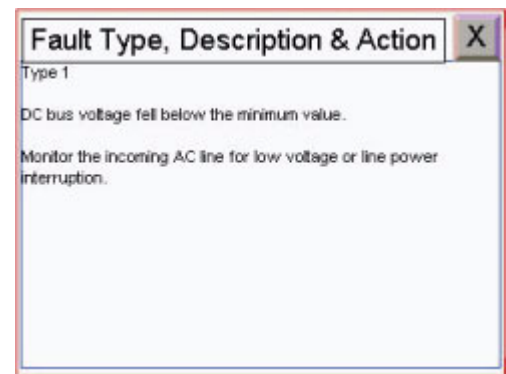 Fault Type, Description & Action
X
Type 1
DC bus voltage fell below the minimum value.
Monitor the incoming AC line for low voltage or line power
interruption.